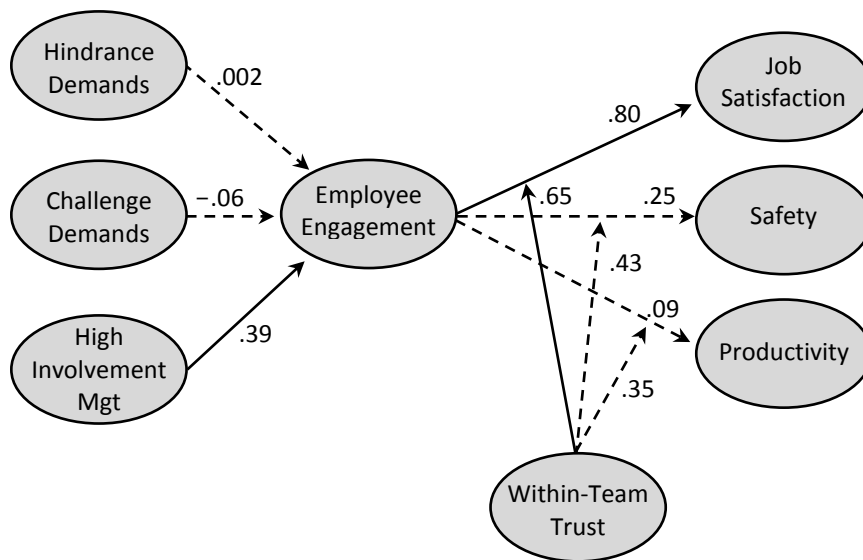 Hindrance
Demands
.002
Job
Satisfaction
.80
Challenge
Demands
−.06
Employee
Engagement
.65
.25
Safety
.43
.09
High
Involvement
Mgt
.39
Productivity
.35
Within-Team
Trust